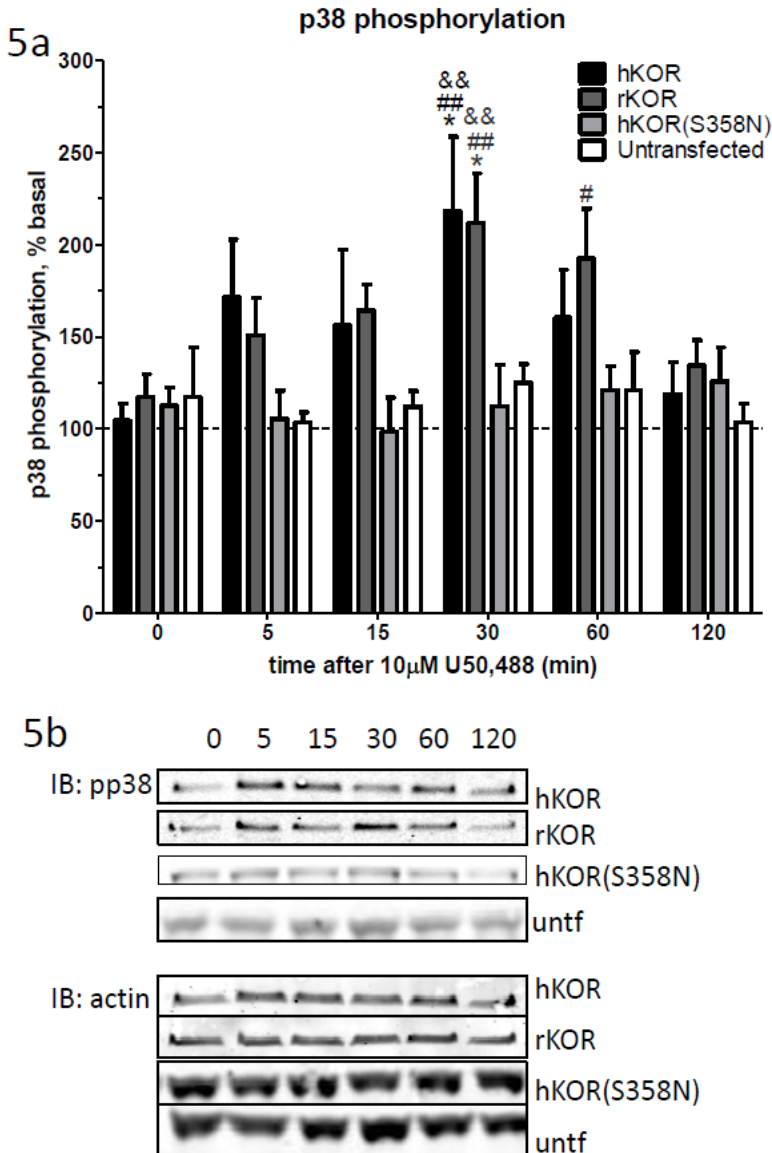 5a
p38 phosphorylation
300
250
200
150
100
50
0
p38 phosphorylation, % basal
&&
##
*
&&
##
*
#
hKOR
rKOR
hKOR(S358N)
Untransfected
0 5 15 30 60 120
time after 10μM U50,488 (min)
5b
0 5 15 30 60 120
IB: pp38
hKOR
rKOR
hKOR(S358N)
untf
IB: actin
hKOR
rKOR
hKOR(S358N)
untf